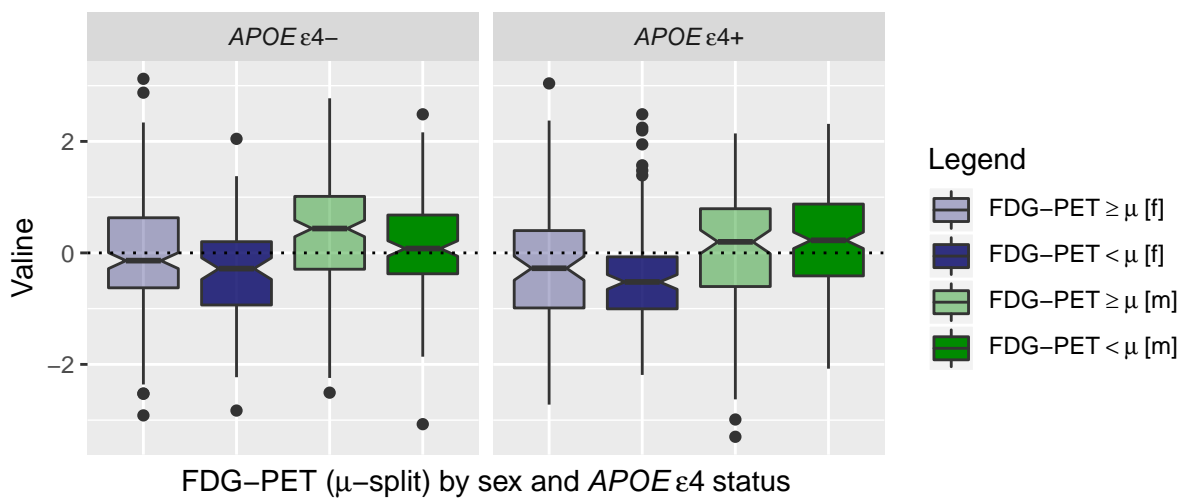 APOE ε4− APOE ε4+
Valine
2
0
−2
FDG−PET (μ−split) by sex and APOE ε4 status
Legend
FDG−PET ≥ μ [f]
FDG−PET < μ [f]
FDG−PET ≥ μ [m]
FDG−PET < μ [m]